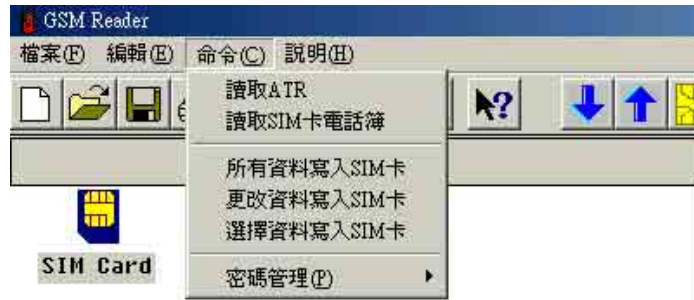 GSM Reader
檔案(F) 編輯(E) 命令(C) 說明(H)
讀取ATR
讀取SIM卡電話簿
所有資料寫入SIM卡
更改資料寫入SIM卡
選擇資料寫入SIM卡
密碼管理(P)
SIM Card